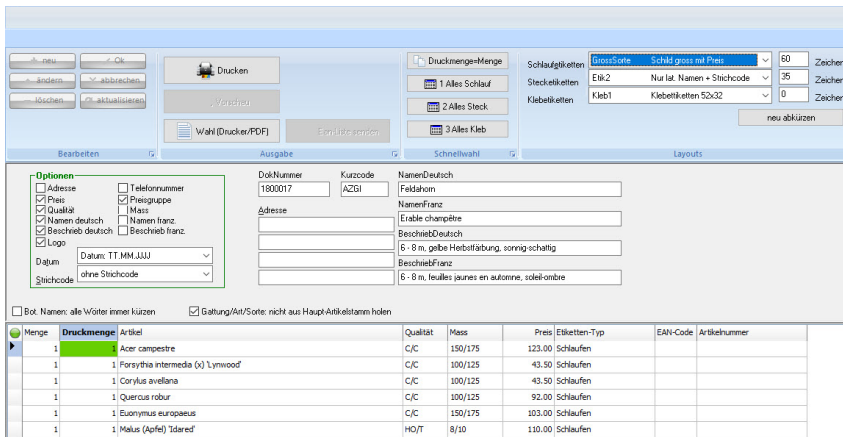 neu
Ok
ändern
abbrechen
löschen
aktualisieren
Bearbeiten
Drucken
Vorschau
Wahl (Drucker/PDF)
Ausgabe
Druckmenge=Menge
1 Alles Schlauf
2 Alles Steck
3 Alles Kleb
Schnellwahl
Schlaufetiketten GrossSorte Schild gross mit Preis 60 Zeichen
Stecketiketten Etik2 Nur lat. Namen + Strichcode 35 Zeichen
Klebetiketten Kleb1 Klebettiketten 52x32 0 Zeichen
neu abkürzen
Layouts
Optionen
Adresse Telefonnummer
Preis Preisgruppe
Qualität Mass
Namen deutsch Namen franz.
Beschrieb deutsch Beschrieb franz.
Logo
Datum Datum: TT.MM.JJJJ
Strichcode ohne Strichcode
DokNummer Kurzcode
1800017 AZGI
Adresse
NamenDeutsch
Feldahorn
NamenFranz
Erable champêtre
BeschriebDeutsch
6 - 8 m, gelbe Herbstfärbung, sonnig-schattig
BeschriebFranz
6 - 8 m, feuilles jaunes en automne, soleil-ombre
Bot. Namen: alle Wörter immer kürzen Gattung/Art/Sorte: nicht aus Haupt-Artikelstamm holen
Menge Druckmenge Artikel Qualität Mass Preis Etiketten-Typ EAN-Code Artikelnummer
1 1 Acer campestre C/C 150/175 123.00 Schlaufen
1 1 Forsythia intermedia (x) 'Lynwood' C/C 100/125 43.50 Schlaufen
1 1 Corylus avellana C/C 100/125 43.50 Schlaufen
1 1 Quercus robur C/C 100/125 92.00 Schlaufen
1 1 Euonymus europaeus C/C 150/175 103.00 Schlaufen
1 1 Malus (Apfel) 'Idared' HO/T 8/10 110.00 Schlaufen